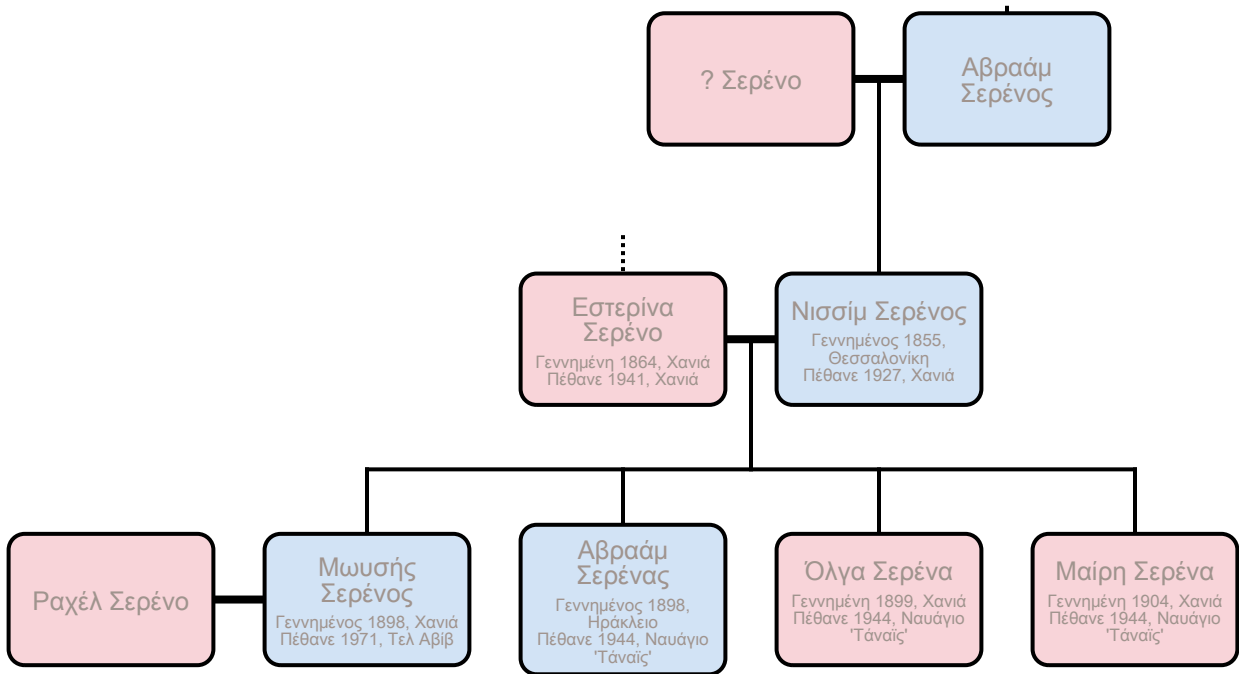 ? Σερένο
Αβραάμ
Σερένος
Εστερίνα
Σερένο
Γεννημένη 1864, Χανιά
Πέθανε 1941, Χανιά
Νισσίμ Σερένος
Γεννημένος 1855,
Θεσσαλονίκη
Πέθανε 1927, Χανιά
Ραχέλ Σερένο
Μωυσής
Σερένος
Γεννημένος 1898, Χανιά
Πέθανε 1971, Τελ Αβίβ
Αβραάμ
Σερένας
Γεννημένος 1898,
Ηράκλειο
Πέθανε 1944, Ναυάγιο
'Τάναϊς'
Όλγα Σερένα
Γεννημένη 1899, Χανιά
Πέθανε 1944, Ναυάγιο
'Τάναϊς'
Μαίρη Σερένα
Γεννημένη 1904, Χανιά
Πέθανε 1944, Ναυάγιο
'Τάναϊς'